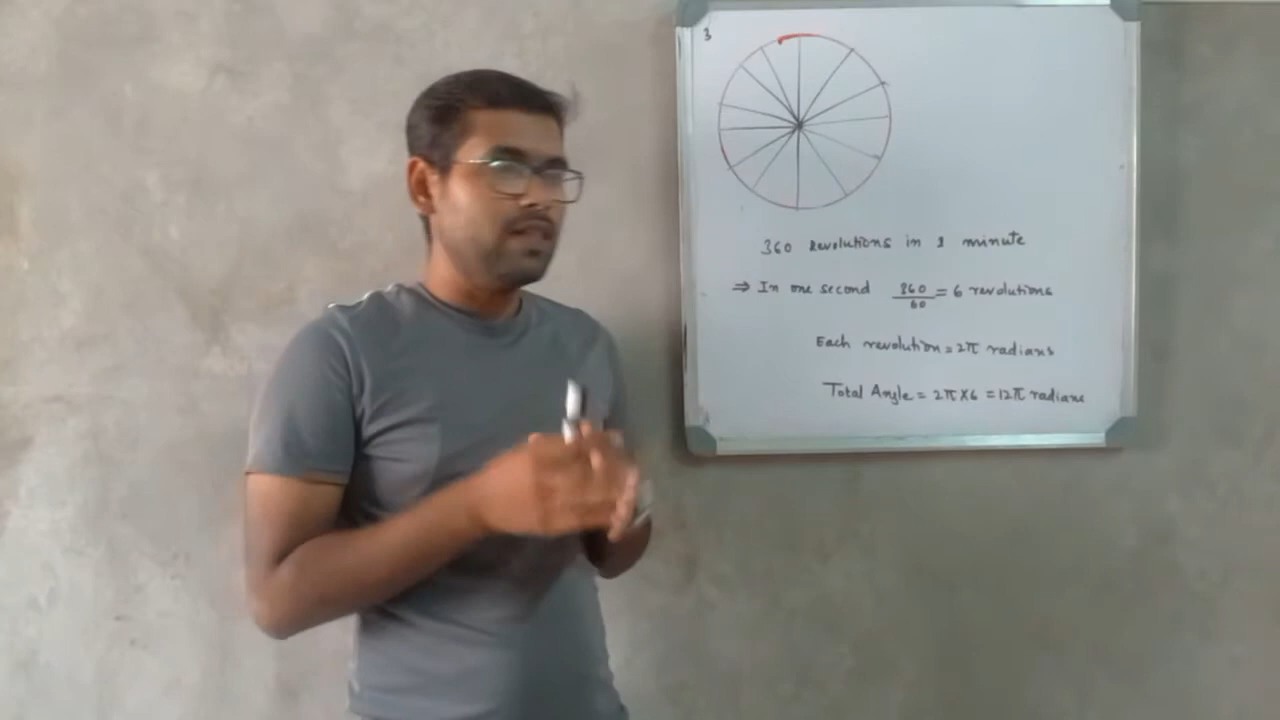 3
360 Revolutions in 1 minute
⇒ In one second 360/60 = 6 revolutions
Each revolution = 2π radians
Total Angle = 2π × 6 = 12π radians